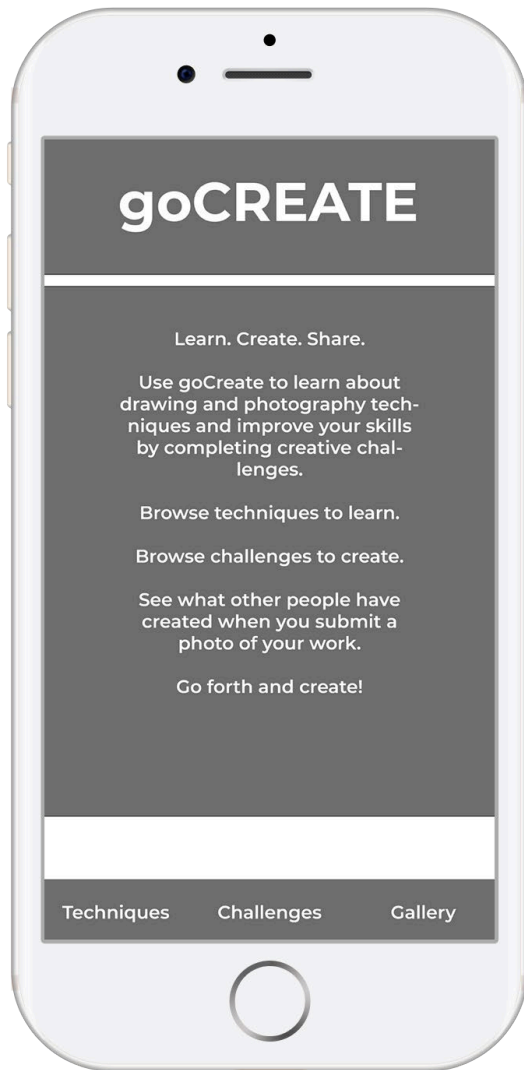 goCREATE
Learn. Create. Share.
Use goCreate to learn about
drawing and photography tech-
niques and improve your skills
by completing creative chal-
lenges.
Browse techniques to learn.
Browse challenges to create.
See what other people have
created when you submit a
photo of your work.
Go forth and create!
Techniques Challenges Gallery